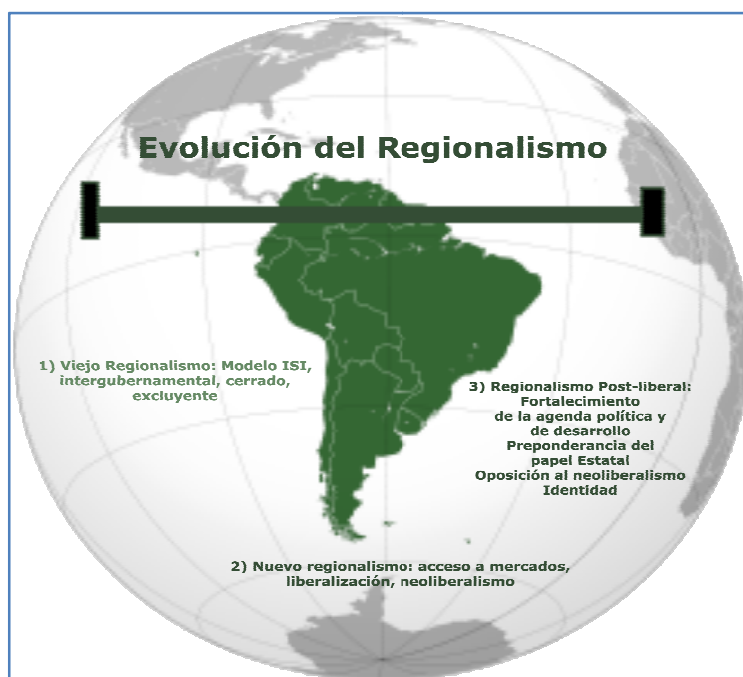 Evolución del Regionalismo
1) Viejo Regionalismo: Modelo ISI,
intergubernamental, cerrado,
excluyente
3) Regionalismo Post-liberal:
Fortalecimiento
de la agenda política y
de desarrollo
Preponderancia del
papel Estatal
Oposición al neoliberalismo
Identidad
2) Nuevo regionalismo: acceso a mercados,
liberalización, neoliberalismo